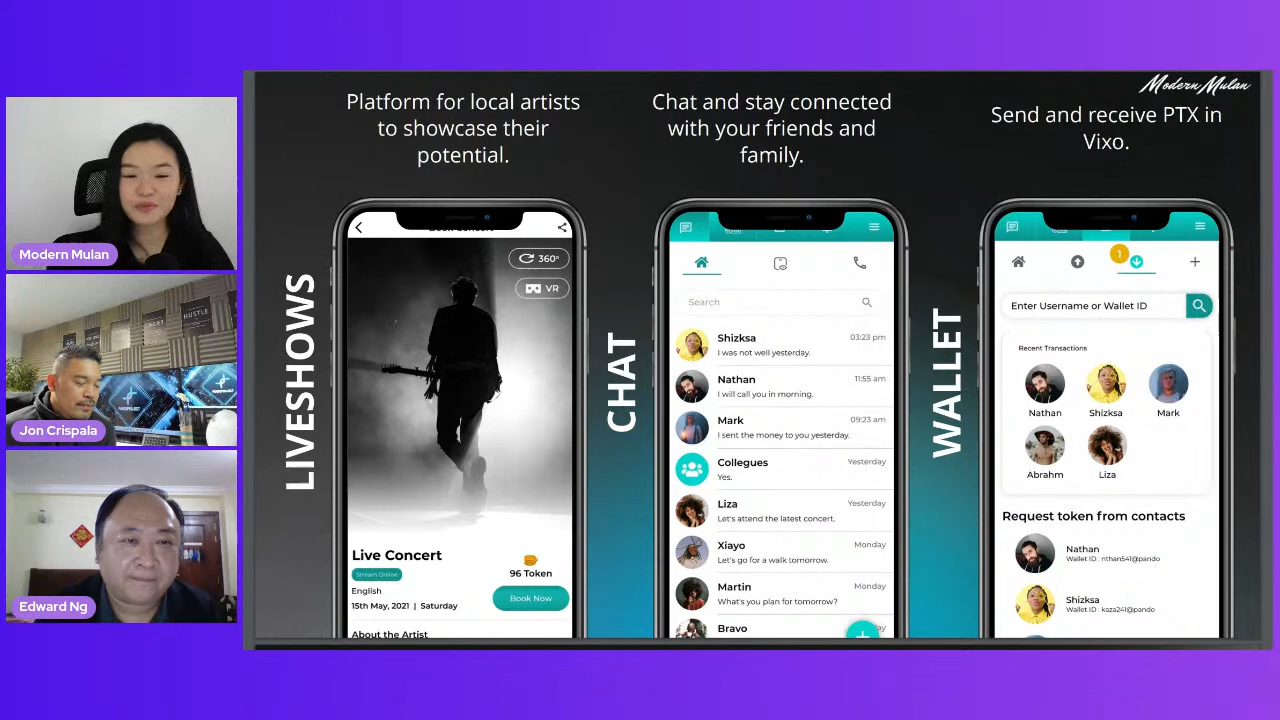 Modern Mulan
Jon Crispala
HUSTLE
Edward Ng
Modern Mulan
Platform for local artists
to showcase their
potential.
LIVESHOWS
360°
VR
Live Concert
Stream Online
English
15th May, 2021 | Saturday
96 Token
Book Now
About the Artist
Chat and stay connected
with your friends and
family.
CHAT
Search
Shizksa
03:23 pm
I was not well yesterday.
Nathan
11:55 am
I will call you in morning.
Mark
09:23 am
I sent the money to you yesterday.
Collegues
Yesterday
Yes.
Liza
Yesterday
Let's attend the latest concert.
Xiayo
Monday
Let's go for a walk tomorrow.
Martin
Monday
What's you plan for tomorrow?
Bravo
Send and receive PTX in
Vixo.
WALLET
1
Enter Username or Wallet ID
Recent Transactions
Nathan
Shizksa
Mark
Abrahm
Liza
Request token from contacts
Nathan
Wallet ID : nthan541@pando
Shizksa
Wallet ID : kaza241@pando